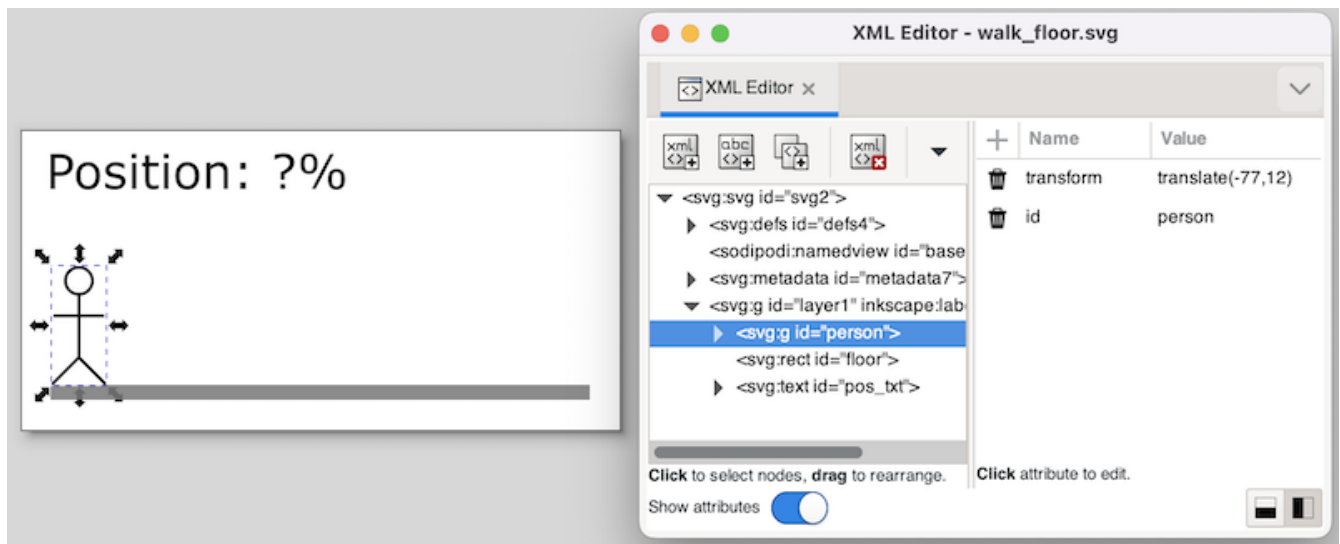 Position: ?%
XML Editor - walk_floor.svg
XML Editor
xml
abc
xml
Name Value
transform translate(-77,12)
id person
<svg:svg id="svg2">
<svg:defs id="defs4">
<sodipodi:namedview id="base
<svg:metadata id="metadata7">
<svg:g id="layer1" inkscape:lab
<svg:g id="person">
<svg:rect id="floor">
<svg:text id="pos_txt">
Click to select nodes, drag to rearrange.
Click attribute to edit.
Show attributes